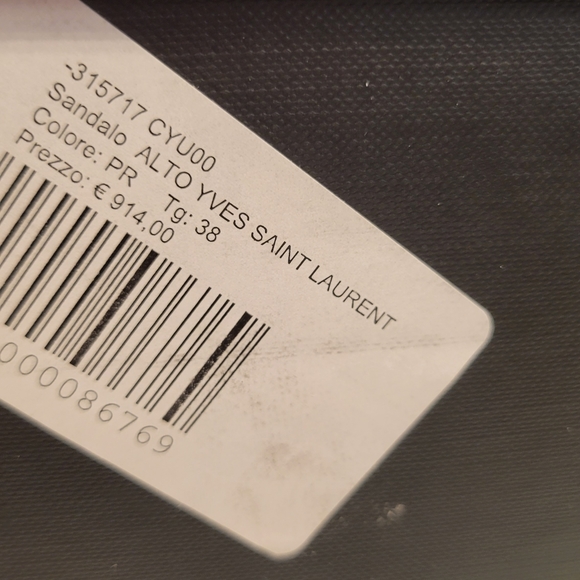 -315717 CYU00
Sandalo ALTO YVES SAINT LAURENT
Colore: PR Tg: 38
Prezzo: € 914,00
000086769